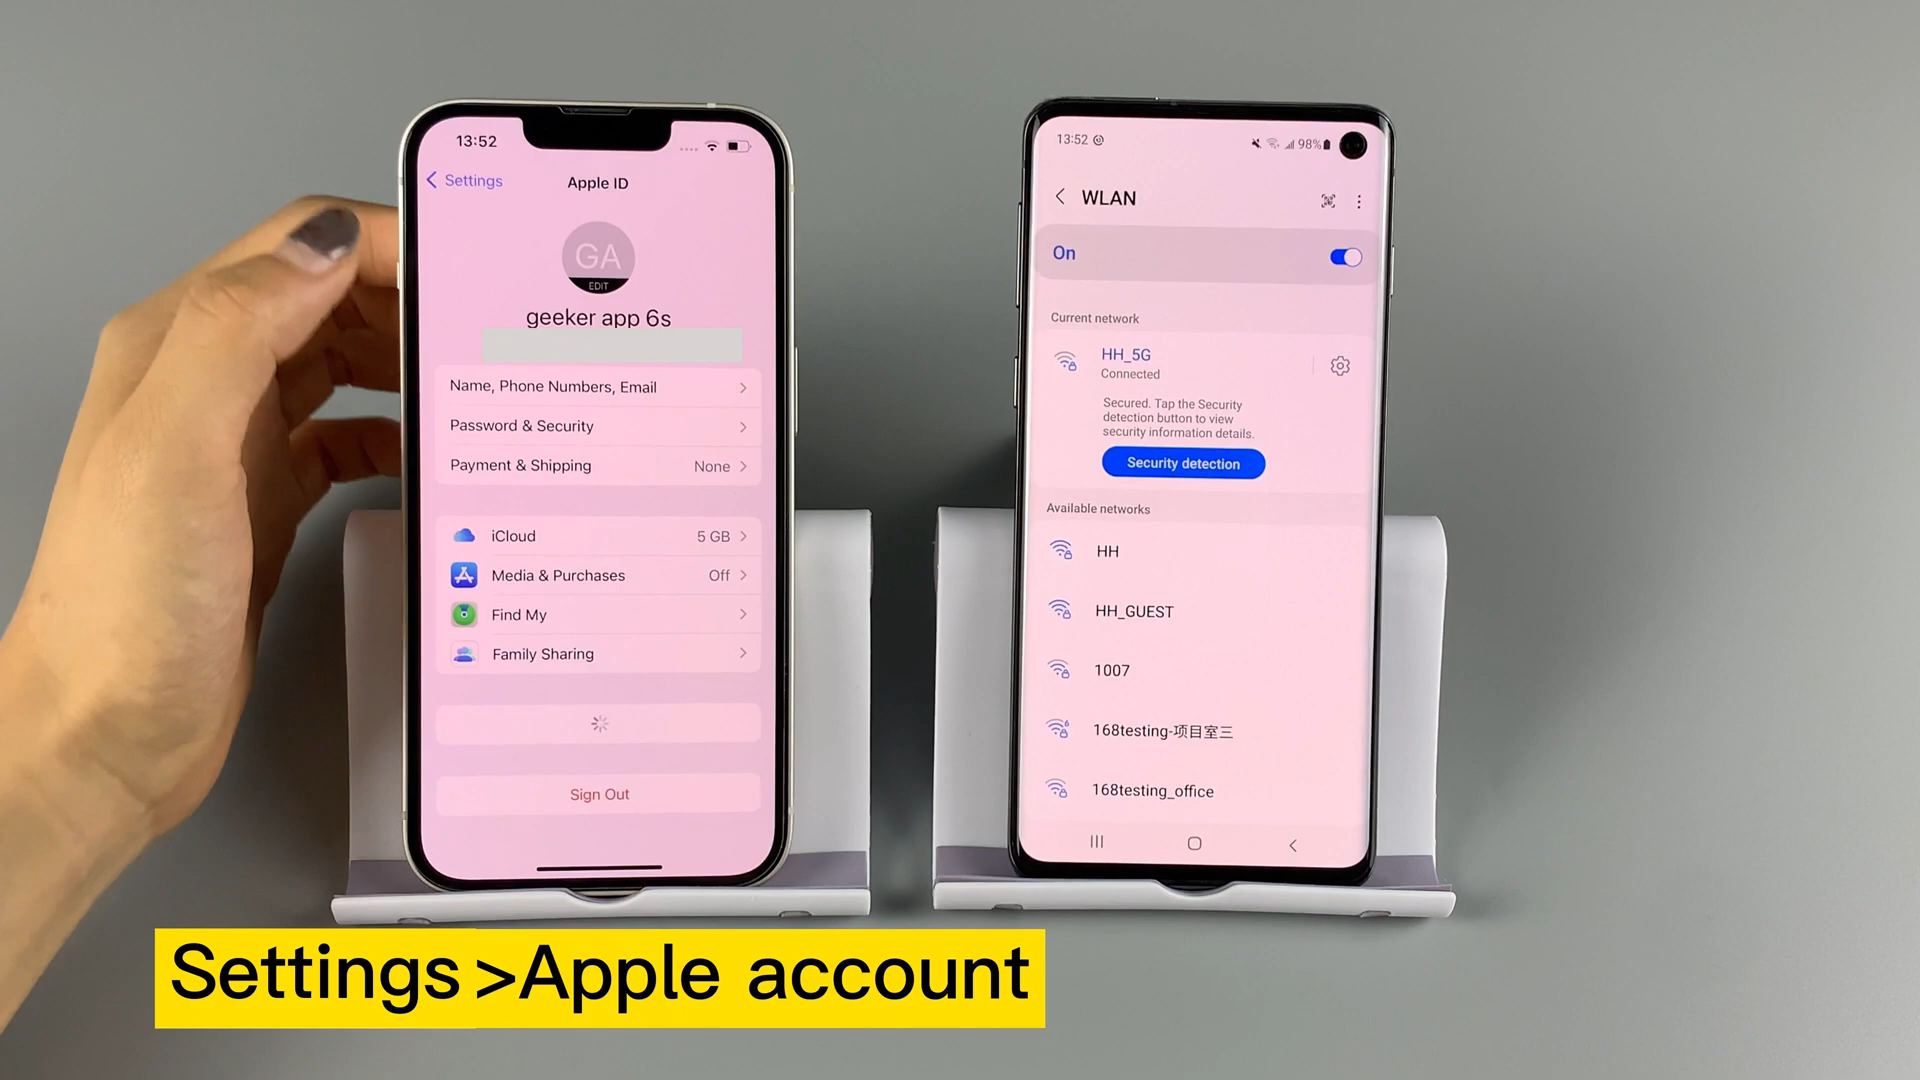 13:52
Settings
Apple ID
GA
EDIT
geeker app 6s
Name, Phone Numbers, Email
Password & Security
Payment & Shipping None
iCloud 5 GB
Media & Purchases Off
Find My
Family Sharing
Sign Out
13:52
98%
WLAN
On
Current network
HH_5G
Connected
Secured. Tap the Security
detection button to view
security information details.
Security detection
Available networks
HH
HH_GUEST
1007
168testing-项目室三
168testing_office
Settings >Apple account